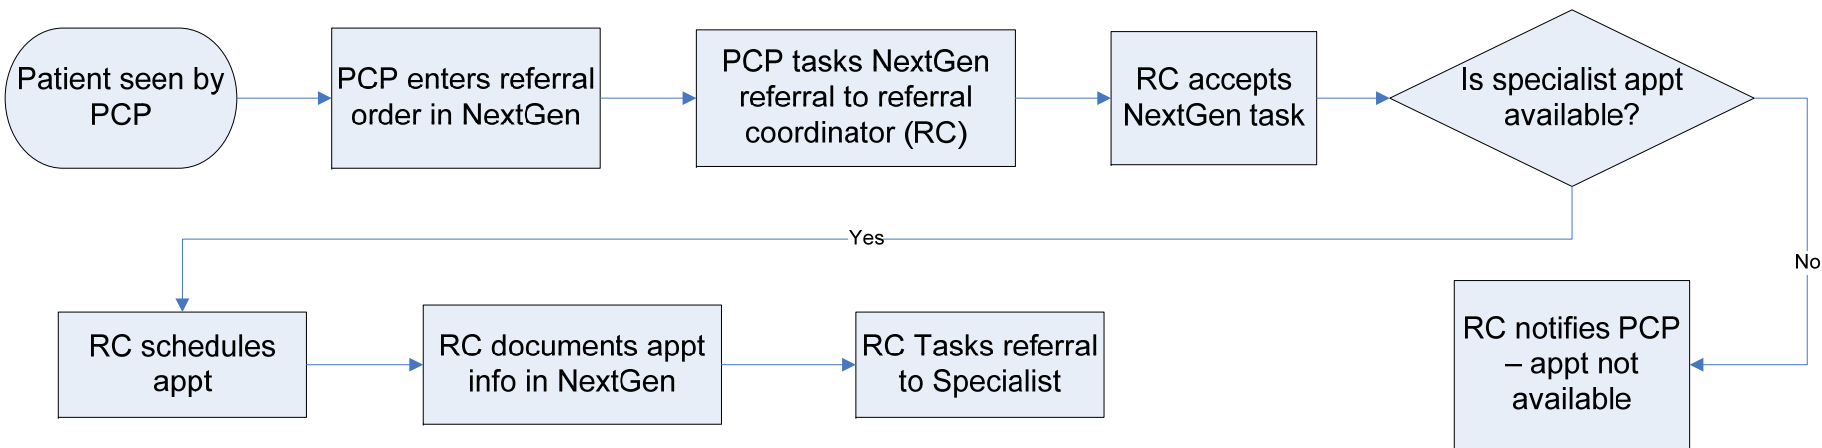 Patient seen by
PCP
PCP enters referral
order in NextGen
PCP tasks NextGen
referral to referral
coordinator (RC)
RC accepts
NextGen task
Is specialist appt
available?
Yes
No
RC schedules
appt
RC documents appt
info in NextGen
RC Tasks referral
to Specialist
RC notifies PCP
– appt not
available